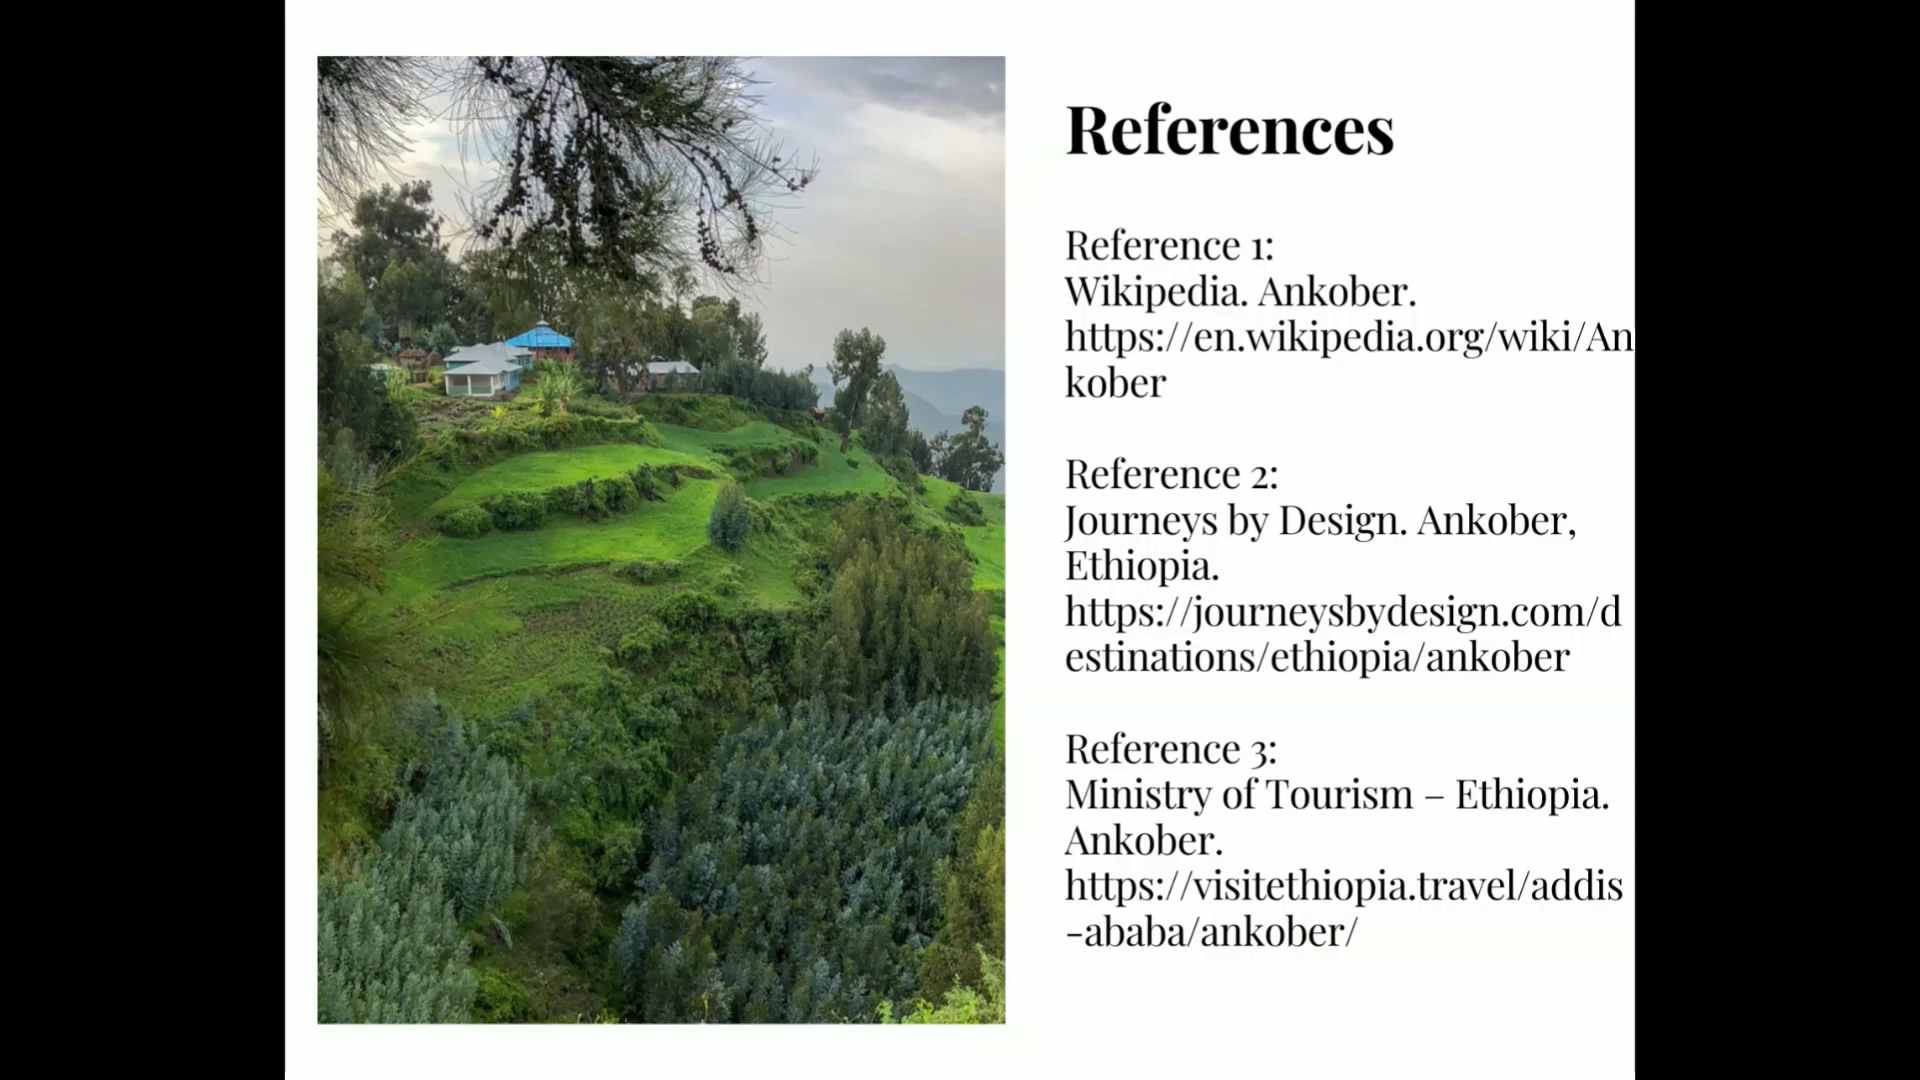 References
Reference 1:
Wikipedia. Ankober.
https://en.wikipedia.org/wiki/An
kober
Reference 2:
Journeys by Design. Ankober,
Ethiopia.
https://journeysbydesign.com/d
estinations/ethiopia/ankober
Reference 3:
Ministry of Tourism – Ethiopia.
Ankober.
https://visitethiopia.travel/addis
-ababa/ankober/